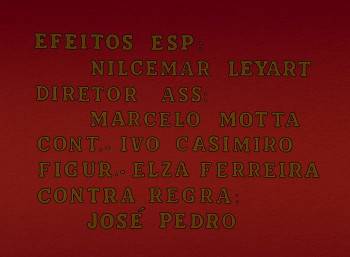 EFEITOS ESP:
NILCEMAR LEYART
DIRETOR ASS:
MARCELO MOTTA
CONT.. IVO CASIMIRO
FIGUR.. ELZA FERREIRA
CONTRA REGRA:
JOSÉ PEDRO